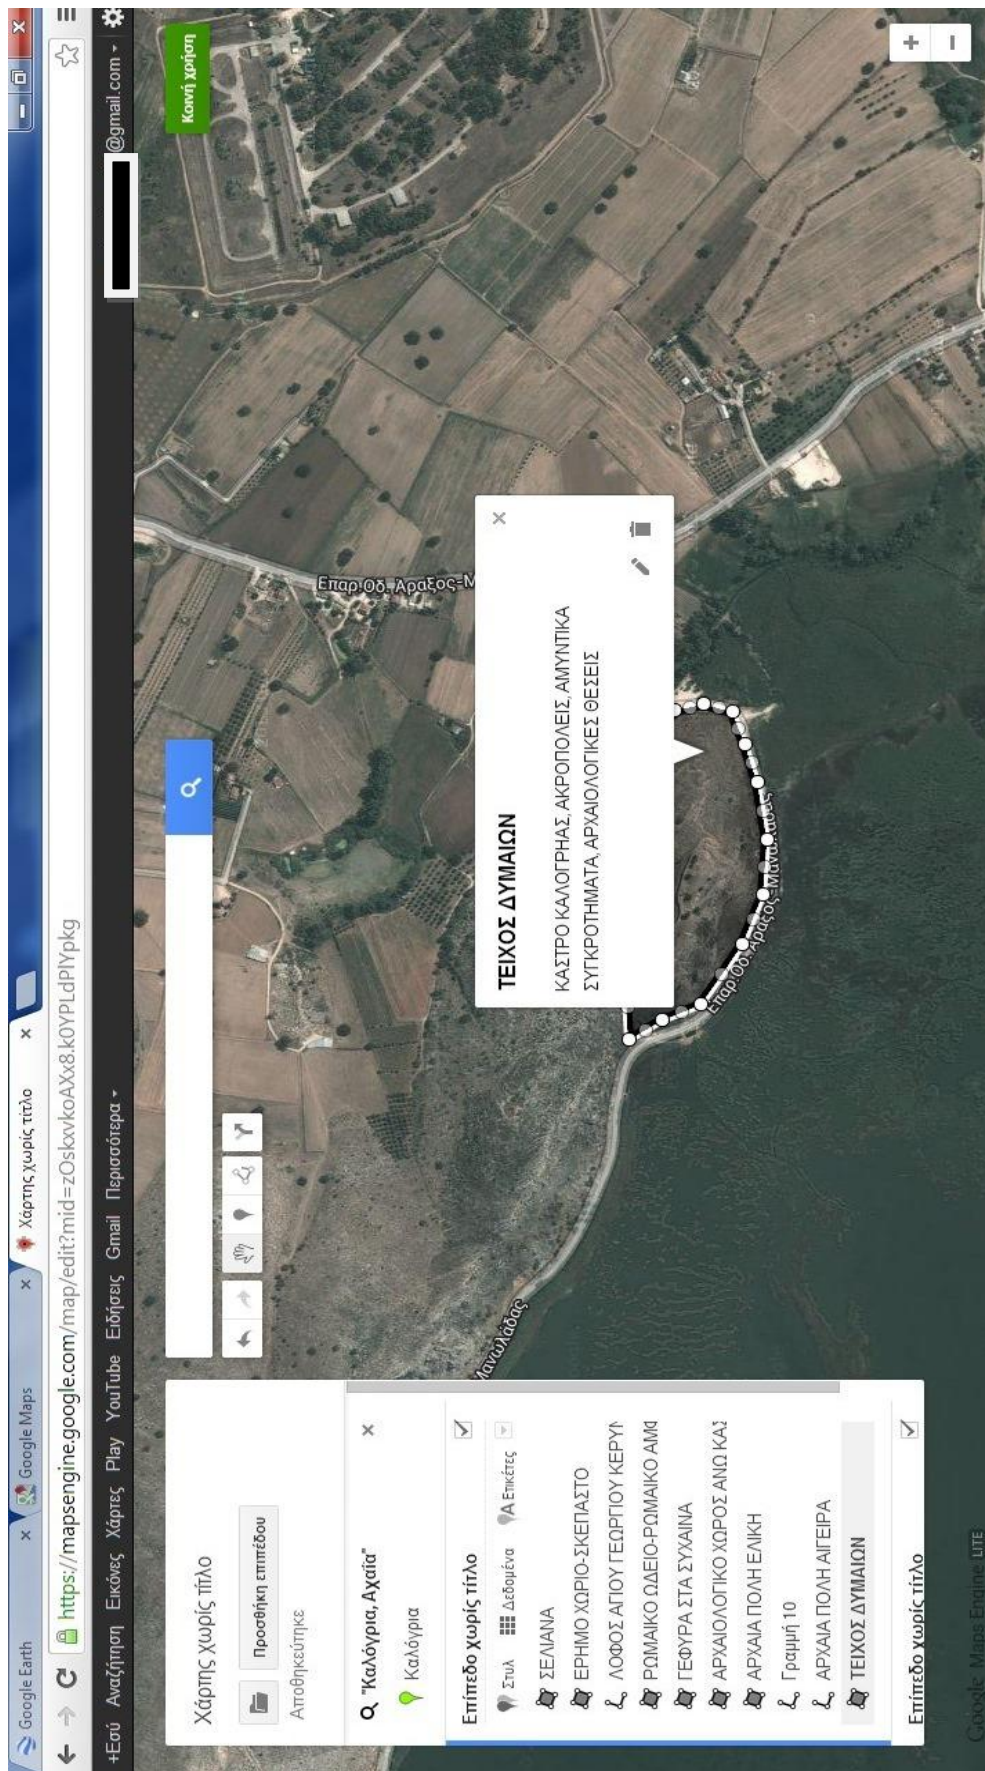 Google Earth
Google Maps
Χάρτης χωρίς τίτλο
https://mapsengine.google.com/map/edit?mid=zOskxvkoAXx8.k0YPLdPlYpkg
+Εσύ Αναζήτηση Εικόνες Χάρτες Play YouTube Ειδήσεις Gmail Περισσότερα
@gmail.com
Χάρτης χωρίς τίτλο
Προσθήκη επιπέδου
Αποθηκεύτηκε
"Καλόγρια, Αχαΐα"
Καλόγρια
Επίπεδο χωρίς τίτλο
Στυλ Δεδομένα Ετικέτες
ΣΕΛΙΑΝΑ
ΕΡΗΜΟ ΧΩΡΙΟ-ΣΚΕΠΑΣΤΟ
ΛΟΦΟΣ ΑΓΙΟΥ ΓΕΩΡΓΙΟΥ ΚΕΡΥΝ
ΡΩΜΑΙΚΟ ΩΔΕΙΟ-ΡΩΜΑΙΚΟ ΑΜΦ
ΓΕΦΥΡΑ ΣΤΑ ΣΥΧΑΙΝΑ
ΑΡΧΑΙΟΛΟΓΙΚΟ ΧΩΡΟΣ ΑΝΩ ΚΑΣ
ΑΡΧΑΙΑ ΠΟΛΗ ΕΛΙΚΗ
Γραμμή 10
ΑΡΧΑΙΑ ΠΟΛΗ ΑΙΓΕΙΡΑ
ΤΕΙΧΟΣ ΔΥΜΑΙΩΝ
Επίπεδο χωρίς τίτλο
Κοινή χρήση
Επαρ.Οδ. Άραξος-Μ
ΤΕΙΧΟΣ ΔΥΜΑΙΩΝ
ΚΑΣΤΡΟ ΚΑΛΟΓΡΗΑΣ, ΑΚΡΟΠΟΛΕΙΣ, ΑΜΥΝΤΙΚΑ
ΣΥΓΚΡΟΤΗΜΑΤΑ, ΑΡΧΑΙΟΛΟΓΙΚΕΣ ΘΕΣΕΙΣ
Επαρ.Οδ. Άραξος-Μανωλάδας
Μανωλάδας
Google Maps Engine LITE